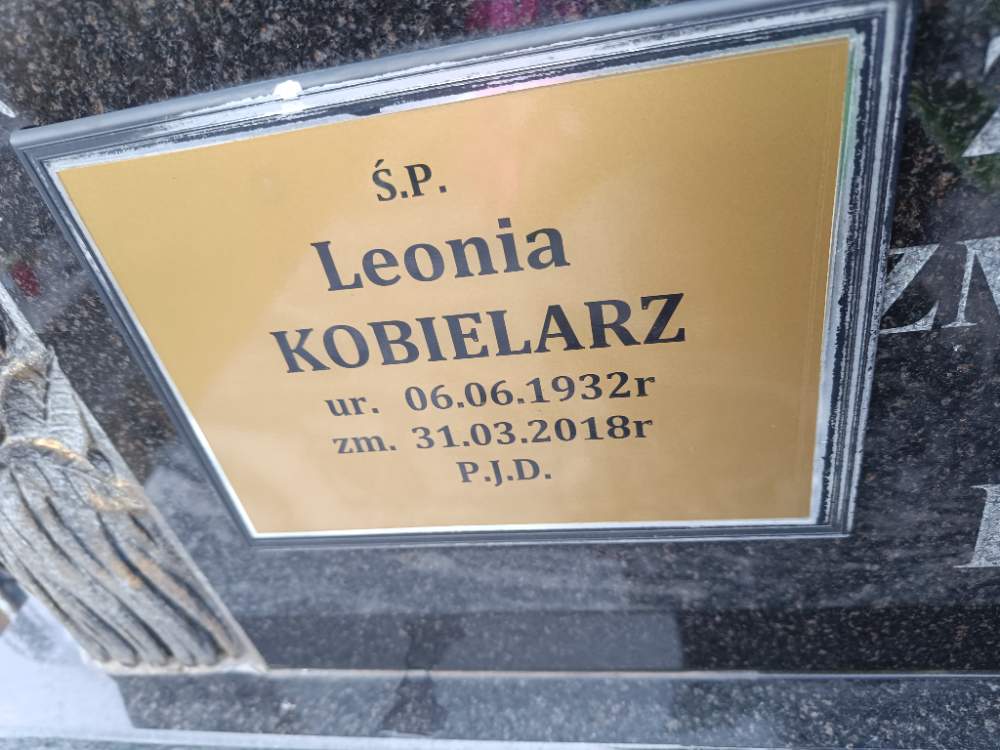 Ś.P.
Leonia
KOBIELARZ
ur. 06.06.1932r
zm. 31.03.2018r
P.J.D.